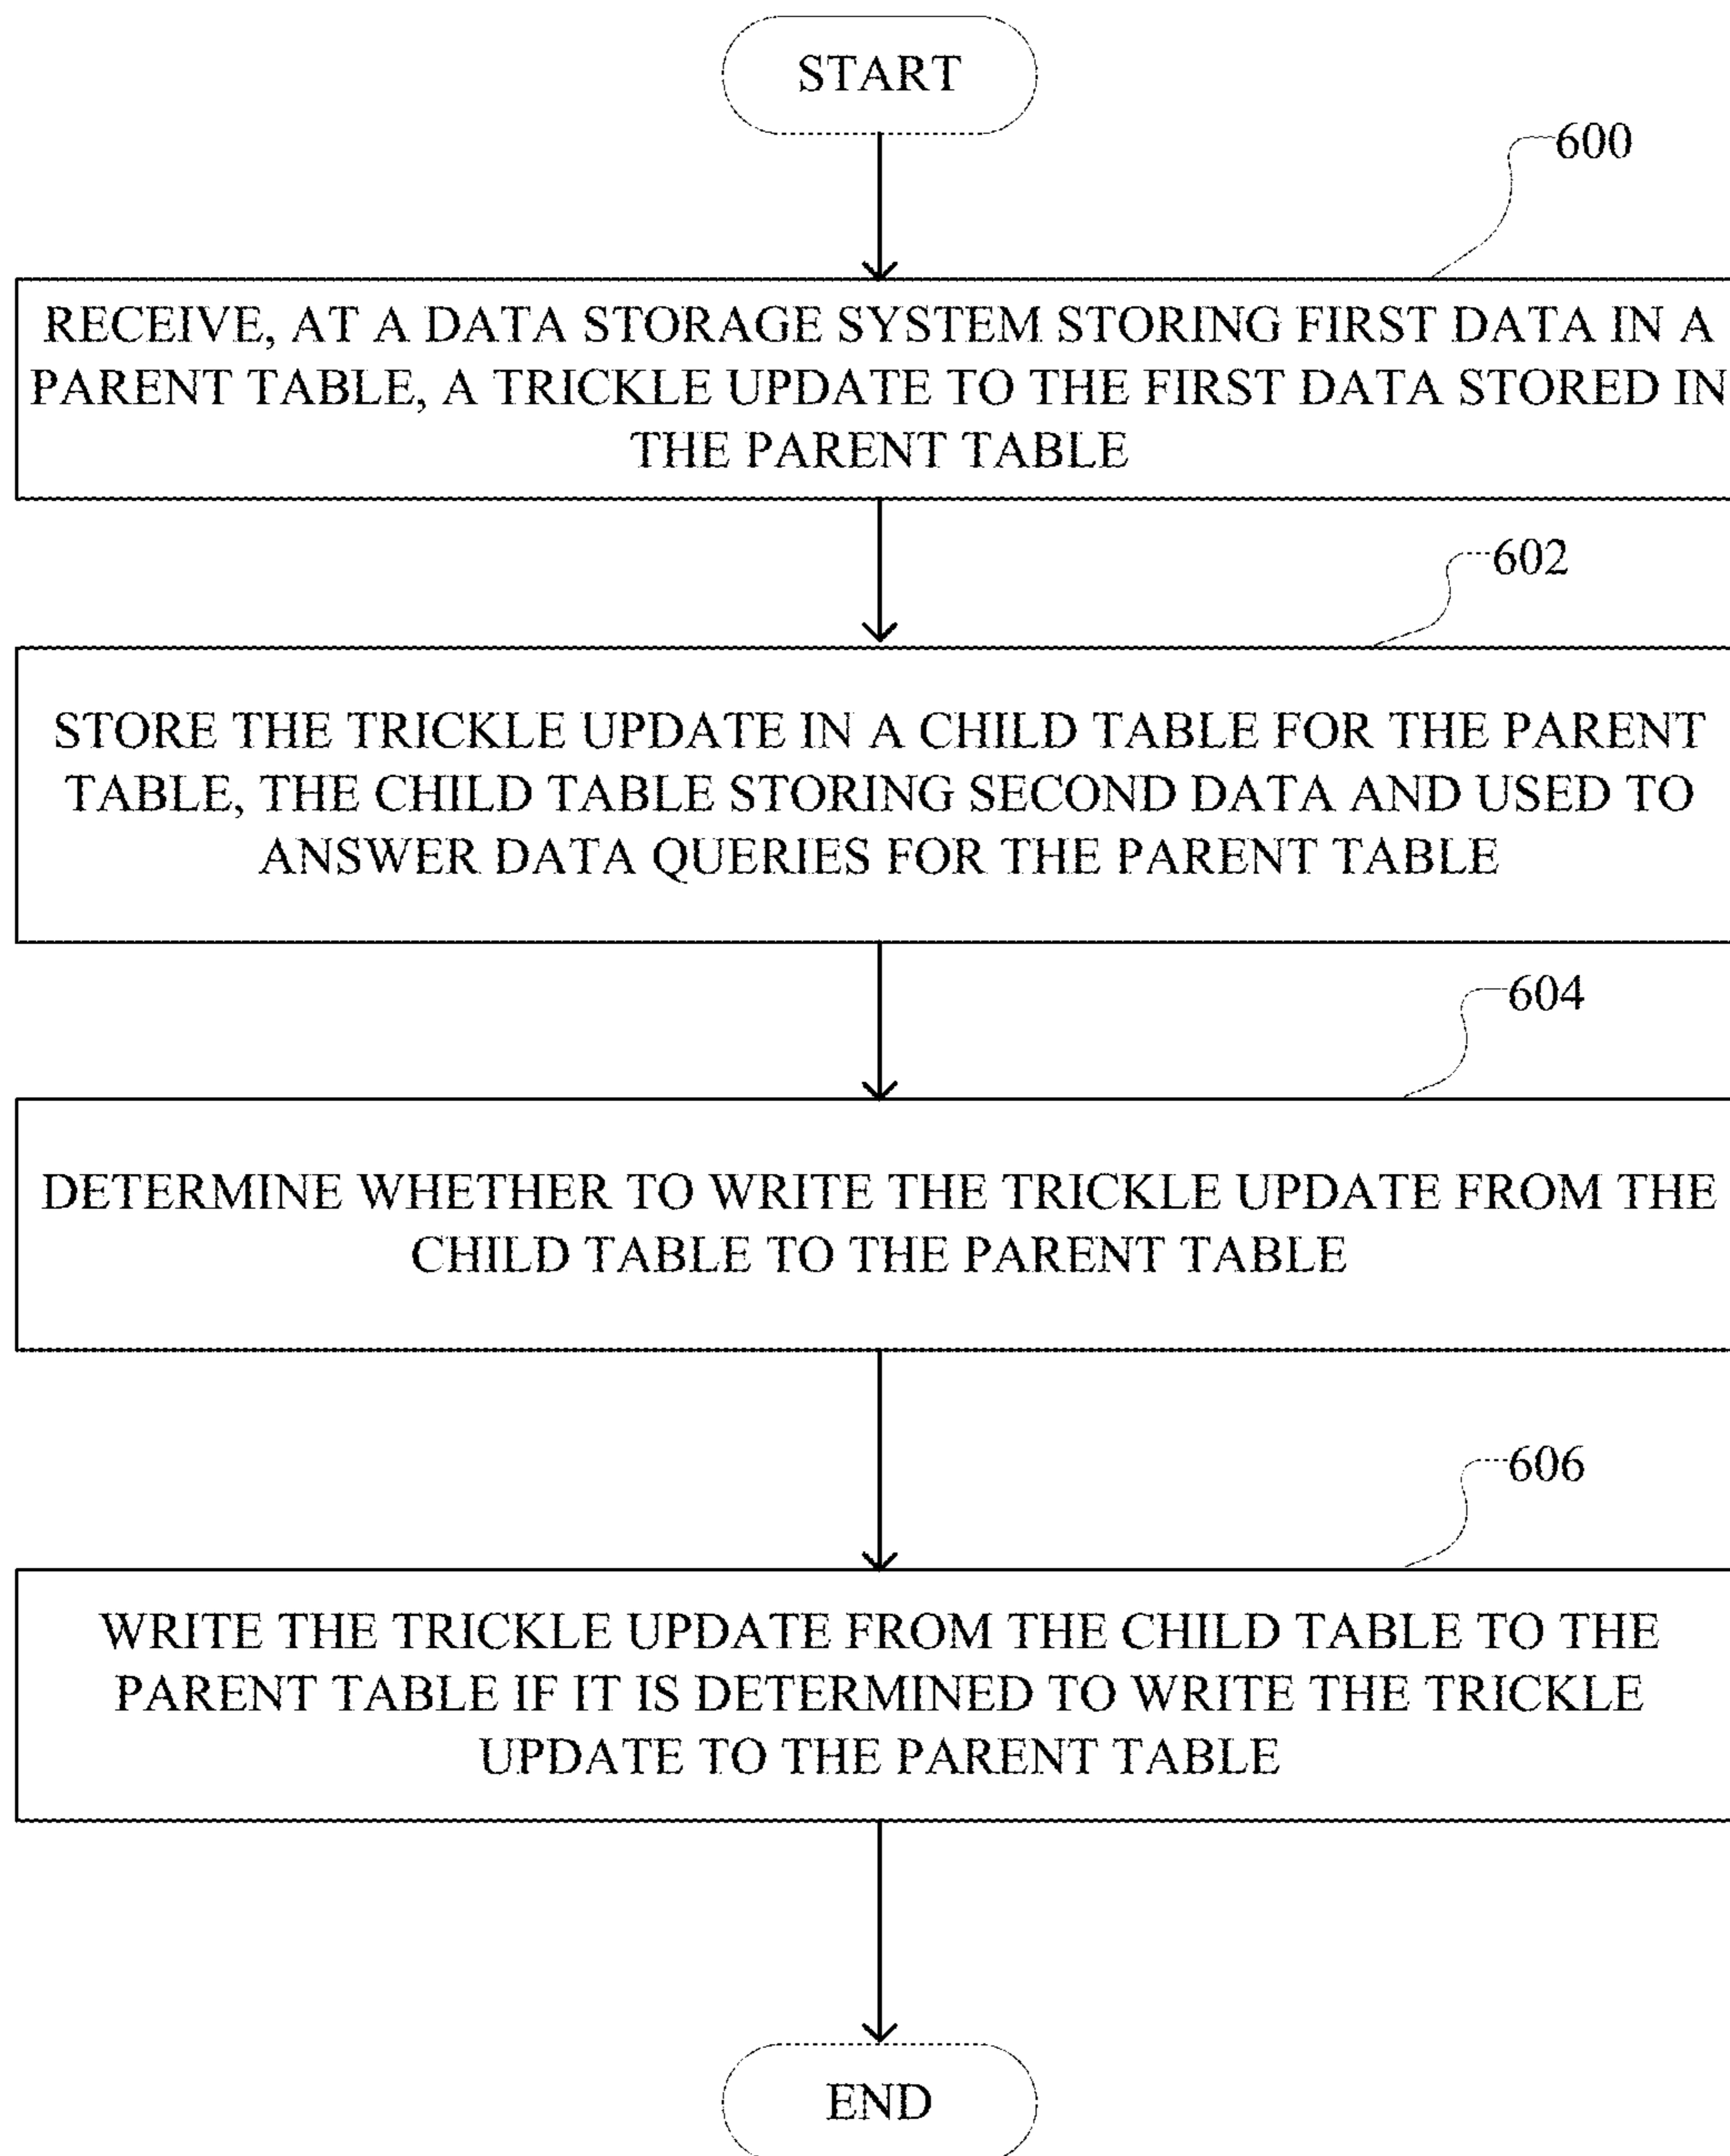 START
600
RECEIVE, AT A DATA STORAGE SYSTEM STORING FIRST DATA IN A
PARENT TABLE, A TRICKLE UPDATE TO THE FIRST DATA STORED IN
THE PARENT TABLE
602
STORE THE TRICKLE UPDATE IN A CHILD TABLE FOR THE PARENT
TABLE, THE CHILD TABLE STORING SECOND DATA AND USED TO
ANSWER DATA QUERIES FOR THE PARENT TABLE
604
DETERMINE WHETHER TO WRITE THE TRICKLE UPDATE FROM THE
CHILD TABLE TO THE PARENT TABLE
606
WRITE THE TRICKLE UPDATE FROM THE CHILD TABLE TO THE
PARENT TABLE IF IT IS DETERMINED TO WRITE THE TRICKLE
UPDATE TO THE PARENT TABLE
END